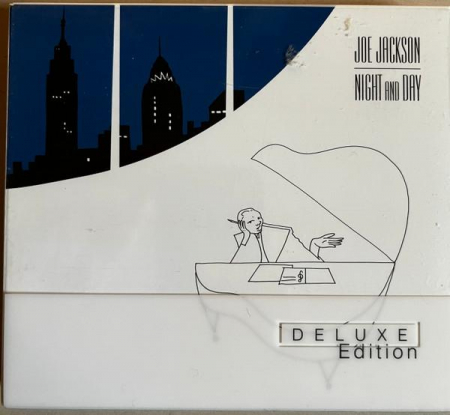 JOE JACKSON
NIGHT AND DAY
DELUXE
Edition